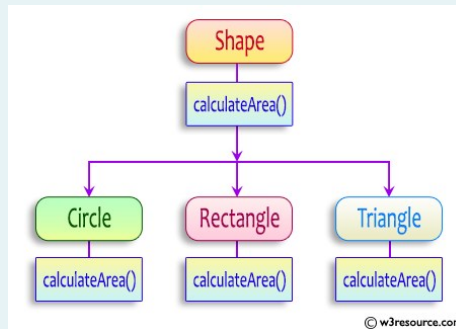 Shape
calculateArea()
Circle
Rectangle
Triangle
calculateArea()
calculateArea()
calculateArea()
© w3resource.com